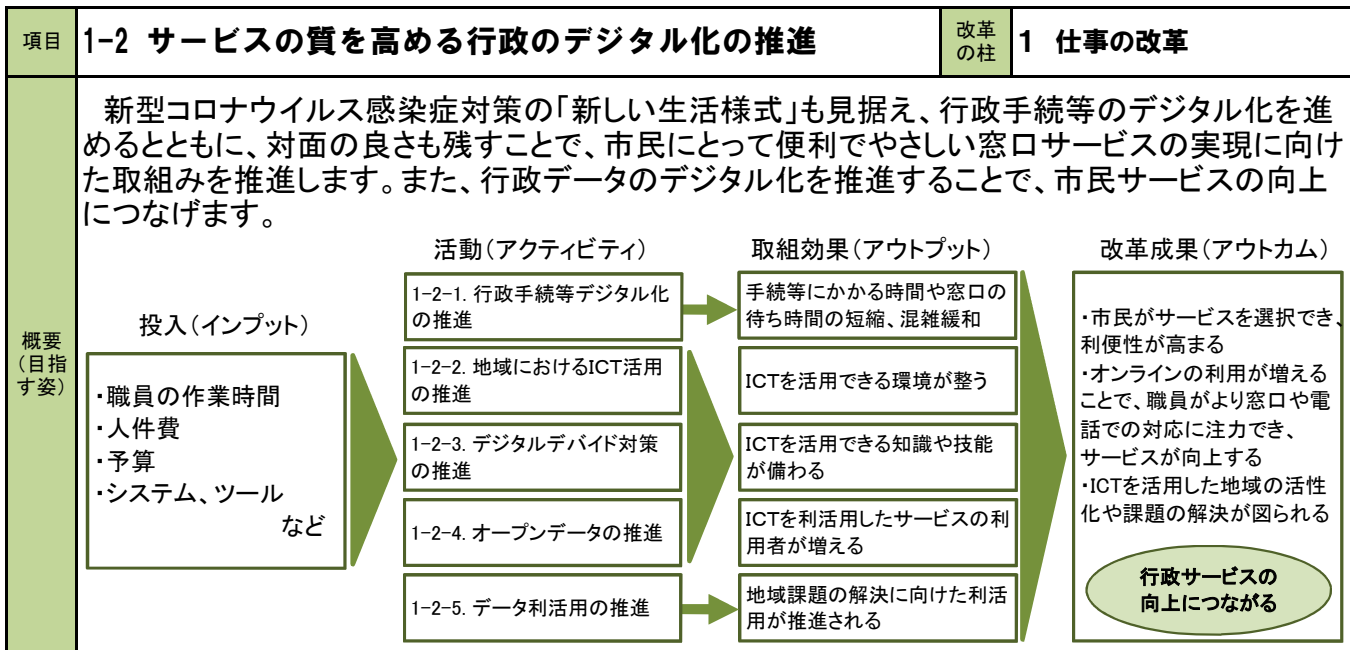 項目
1-2 サービスの質を高める行政のデジタル化の推進
改革
の柱
1 仕事の改革
概要
(目指
す姿)
新型コロナウイルス感染症対策の「新しい生活様式」も見据え、行政手続等のデジタル化を進
めるとともに、対面の良さも残すことで、市民にとって便利でやさしい窓口サービスの実現に向け
た取組みを推進します。また、行政データのデジタル化を推進することで、市民サービスの向上
につなげます。
投入(インプット)
・職員の作業時間
・人件費
・予算
・システム、ツール
など
活動(アクティビティ)
1-2-1. 行政手続等デジタル化
の推進
1-2-2. 地域におけるICT活用
の推進
1-2-3. デジタルデバイド対策
の推進
1-2-4. オープンデータの推進
1-2-5. データ利活用の推進
取組効果(アウトプット)
手続等にかかる時間や窓口の
待ち時間の短縮、混雑緩和
ICTを活用できる環境が整う
ICTを活用できる知識や技能
が備わる
ICTを利活用したサービスの利
用者が増える
地域課題の解決に向けた利活
用が推進される
改革成果(アウトカム)
・市民がサービスを選択でき、
利便性が高まる
・オンラインの利用が増える
ことで、職員がより窓口や電
話での対応に注力でき、
サービスが向上する
・ICTを活用した地域の活性
化や課題の解決が図られる
行政サービスの
向上につながる